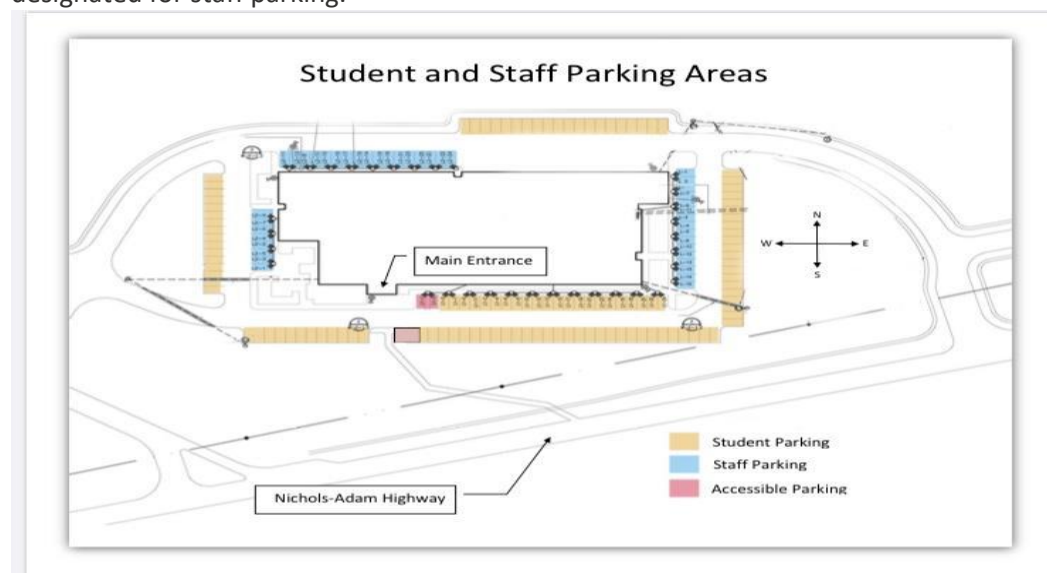 designated for staff parking.
Student and Staff Parking Areas
N
W E
S
Main Entrance
Student Parking
Staff Parking
Accessible Parking
Nichols-Adam Highway